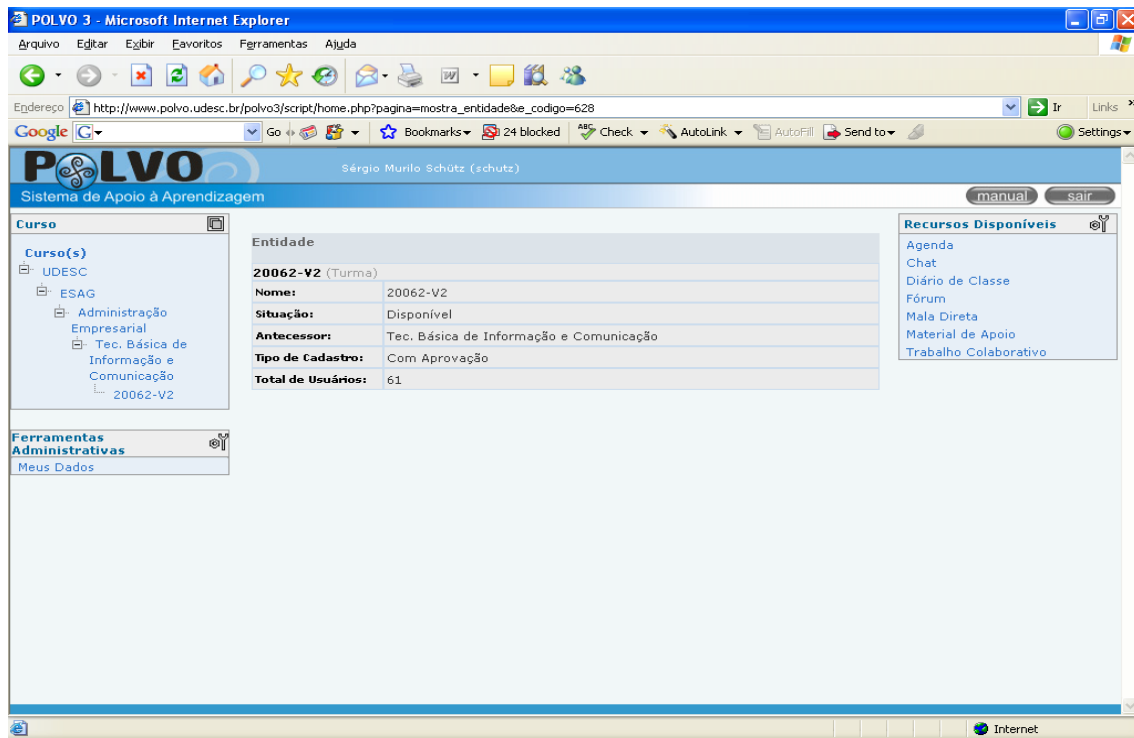 POLVO 3 - Microsoft Internet Explorer
Arquivo Editar Exibir Favoritos Ferramentas Ajuda
Endereço http://www.polvo.udesc.br/polvo3/script/home.php?pagina=mostra_entidade&e_codigo=628 Ir Links »
Google G Go Bookmarks 24 blocked ABC Check AutoLink AutoFill Send to Settings
POLVO Sérgio Murilo Schütz (schutz)
Sistema de Apoio à Aprendizagem manual sair
Curso
Curso(s)
UDESC
ESAG
Administração
Empresarial
Tec. Básica de
Informação e
Comunicação
20062-V2
Ferramentas
Administrativas
Meus Dados
Entidade
20062-V2 (Turma)
Nome: 20062-V2
Situação: Disponível
Antecessor: Tec. Básica de Informação e Comunicação
Tipo de Cadastro: Com Aprovação
Total de Usuários: 61
Recursos Disponíveis
Agenda
Chat
Diário de Classe
Fórum
Mala Direta
Material de Apoio
Trabalho Colaborativo
Internet